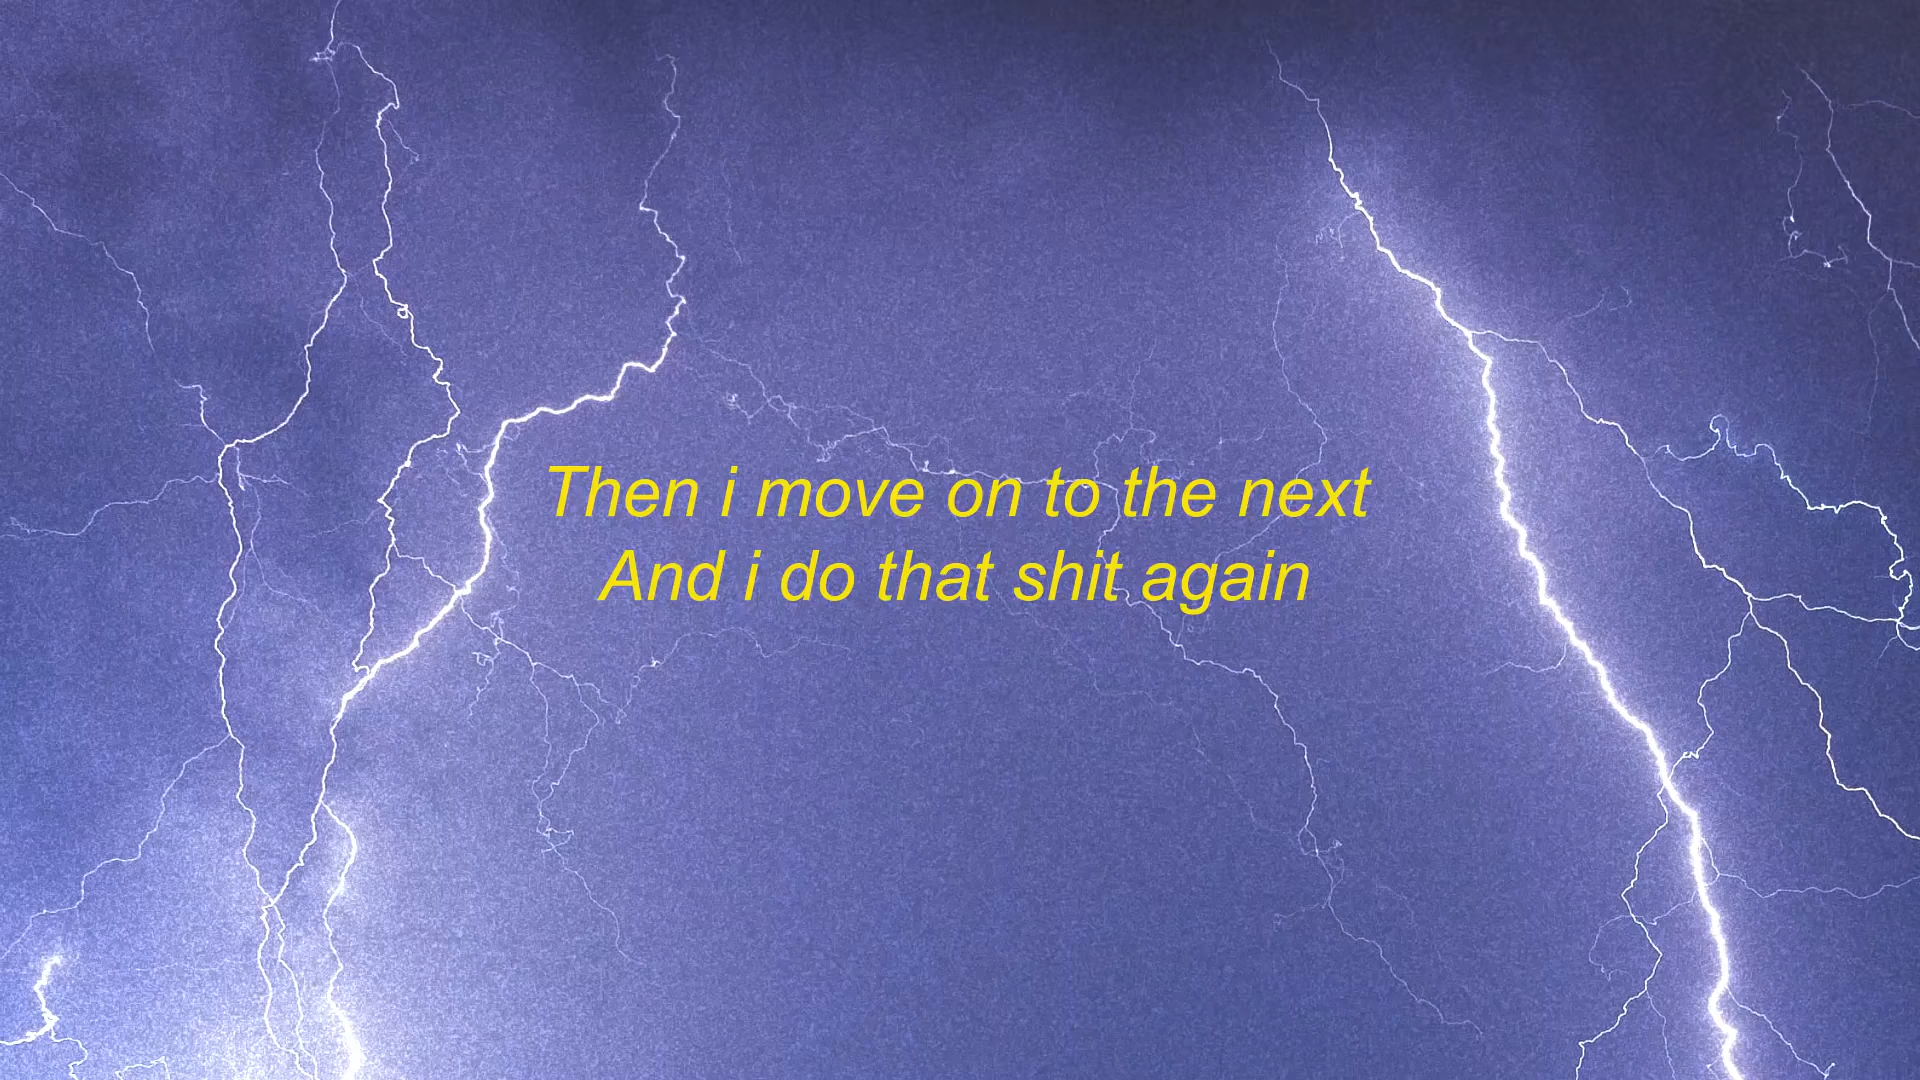 Then i move on to the next
And i do that shit again